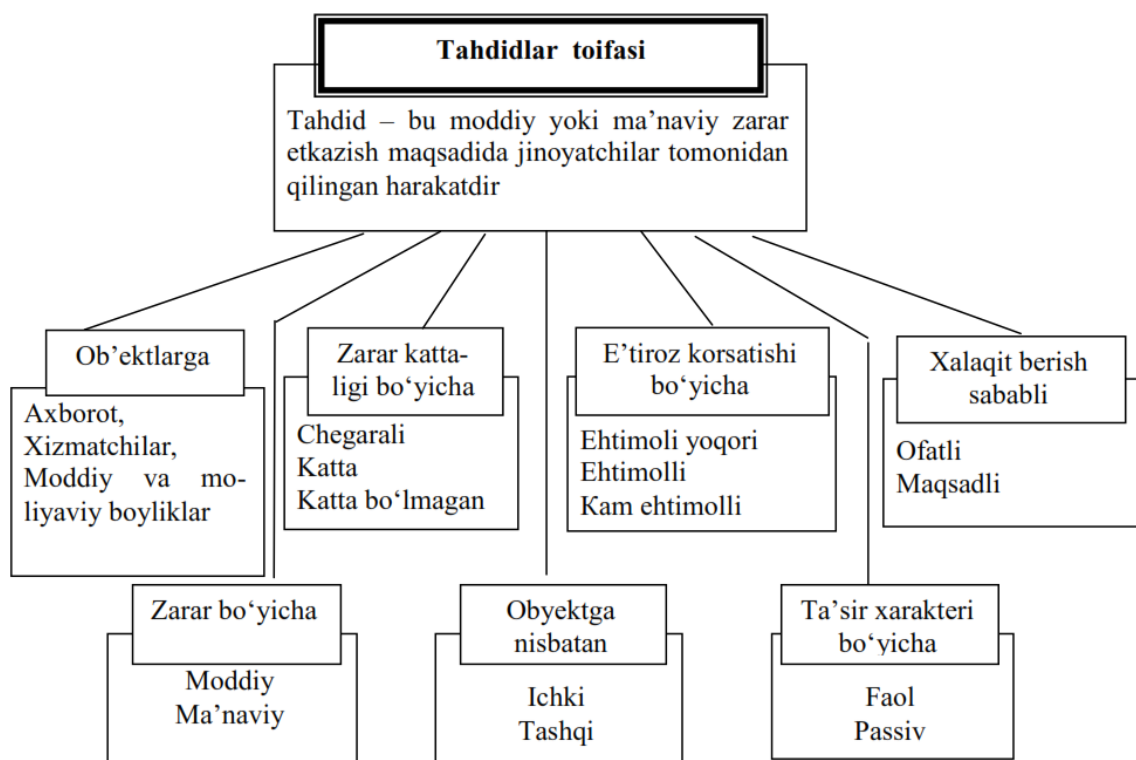 Tahdidlar toifasi
Tahdid – bu moddiy yoki ma’naviy zarar
etkazish maqsadida jinoyatchilar tomonidan
qilingan harakatdir
Ob’ektlarga
Axborot,
Xizmatchilar,
Moddiy va mo-
liyaviy boyliklar
Zarar katta-
ligi bo‘yicha
Chegarali
Katta
Katta bo‘lmagan
E’tiroz korsatishi
bo‘yicha
Ehtimoli yoqori
Ehtimolli
Kam ehtimolli
Xalaqit berish
sababli
Ofatli
Maqsadli
Zarar bo‘yicha
Moddiy
Ma’naviy
Obyektga
nisbatan
Ichki
Tashqi
Ta’sir xarakteri
bo‘yicha
Faol
Passiv